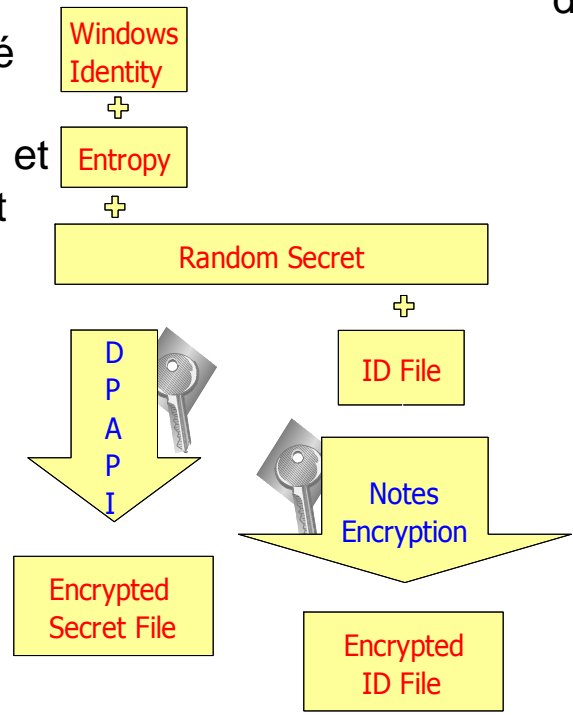 d
é
Windows
Identity
et
Entropy
t
Random Secret
D
P
A
P
I
ID File
Notes
Encryption
Encrypted
Secret File
Encrypted
ID File